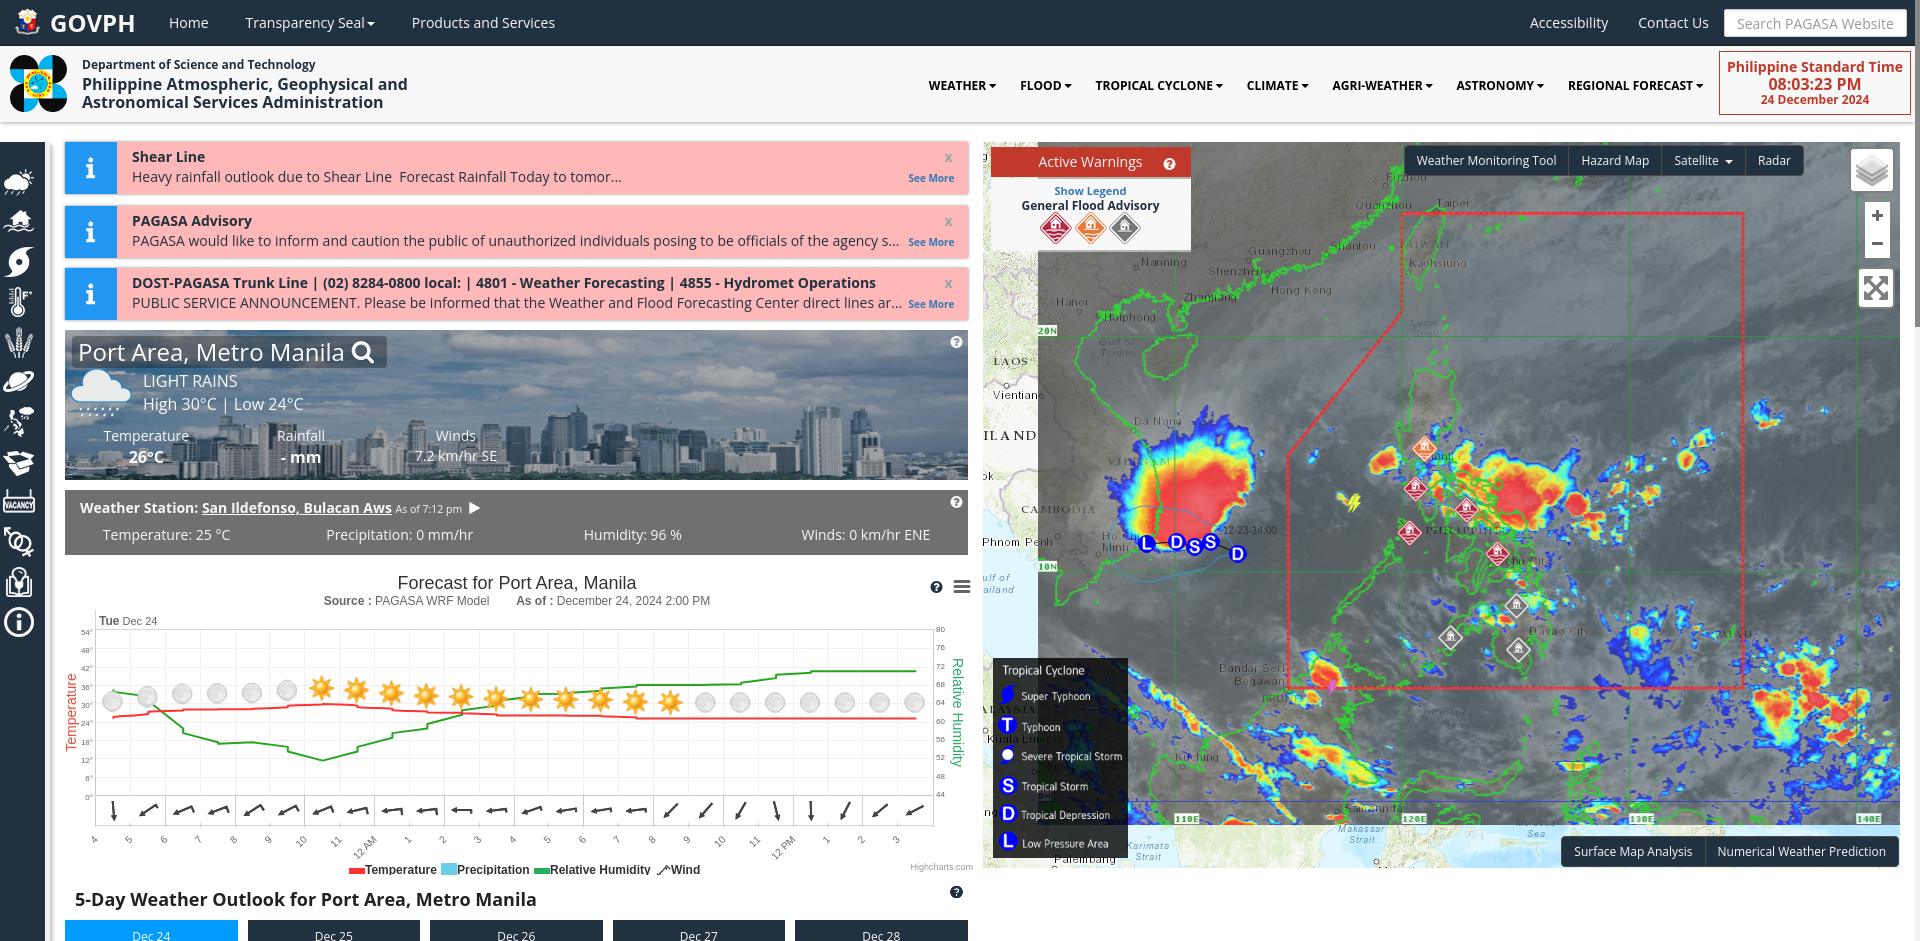 GOVPH
Home
Transparency Seal
Products and Services
Accessibility
Contact Us
Search PAGASA Website
Department of Science and Technology
Philippine Atmospheric, Geophysical and
Astronomical Services Administration
WEATHER
FLOOD
TROPICAL CYCLONE
CLIMATE
AGRI-WEATHER
ASTRONOMY
REGIONAL FORECAST
Philippine Standard Time
08:03:23 PM
24 December 2024
Shear Line
x
Heavy rainfall outlook due to Shear Line Forecast Rainfall Today to tomor...
See More
PAGASA Advisory
x
PAGASA would like to inform and caution the public of unauthorized individuals posing to be officials of the agency s...
See More
DOST-PAGASA Trunk Line | (02) 8284-0800 local: | 4801 - Weather Forecasting | 4855 - Hydromet Operations
x
PUBLIC SERVICE ANNOUNCEMENT. Please be informed that the Weather and Flood Forecasting Center direct lines ar...
See More
VACANCY
Port Area, Metro Manila
LIGHT RAINS
High 30°C | Low 24°C
Temperature
26°C
Rainfall
- mm
Winds
7.2 km/hr SE
Weather Station: San Ildefonso, Bulacan Aws As of 7:12 pm
Temperature: 25 °C
Precipitation: 0 mm/hr
Humidity: 96 %
Winds: 0 km/hr ENE
Forecast for Port Area, Manila
Source : PAGASA WRF Model As of : December 24, 2024 2:00 PM
Tue Dec 24
54°
48°
42°
36°
30°
24°
18°
12°
6°
0°
Temperature
80
76
72
68
64
60
56
52
48
44
Relative Humidity
4
5
6
7
8
9
10
11
12 AM
1
2
3
4
5
6
7
8
9
10
11
12 PM
1
2
3
Temperature
Precipitation
Relative Humidity
Wind
Highcharts.com
5-Day Weather Outlook for Port Area, Metro Manila
Dec 24
Dec 25
Dec 26
Dec 27
Dec 28
Active Warnings
Show Legend
General Flood Advisory
Weather Monitoring Tool
Hazard Map
Satellite
Radar
+
−
Fuzhou
Quanzhou
Taipei
TAIWAN
Kaohsiung
Shantou
Guangzhou
Shenzhen
Hong Kong
Nanning
Zhanjiang
Hanoi
Haiphong
Gulf of
Tonkin
Luzon
Strait
20N
LAOS
Vientiane
ILAND
Da Nang
VIETNAM
CAMBODIA
Phnom Penh
Ho
Minh
L
D
S
S
D
12-23-14:00
10N
PHILIPPINE
Davao City
PALAU
Bandar Seri
Begawan
BRUNEI
Kuching
Samarinda
Makassar
Strait
Karimata
Strait
Palembang
110E
120E
130E
140E
Tropical Cyclone
Super Typhoon
T Typhoon
Severe Tropical Storm
S Tropical Storm
D Tropical Depression
L Low Pressure Area
Surface Map Analysis
Numerical Weather Prediction